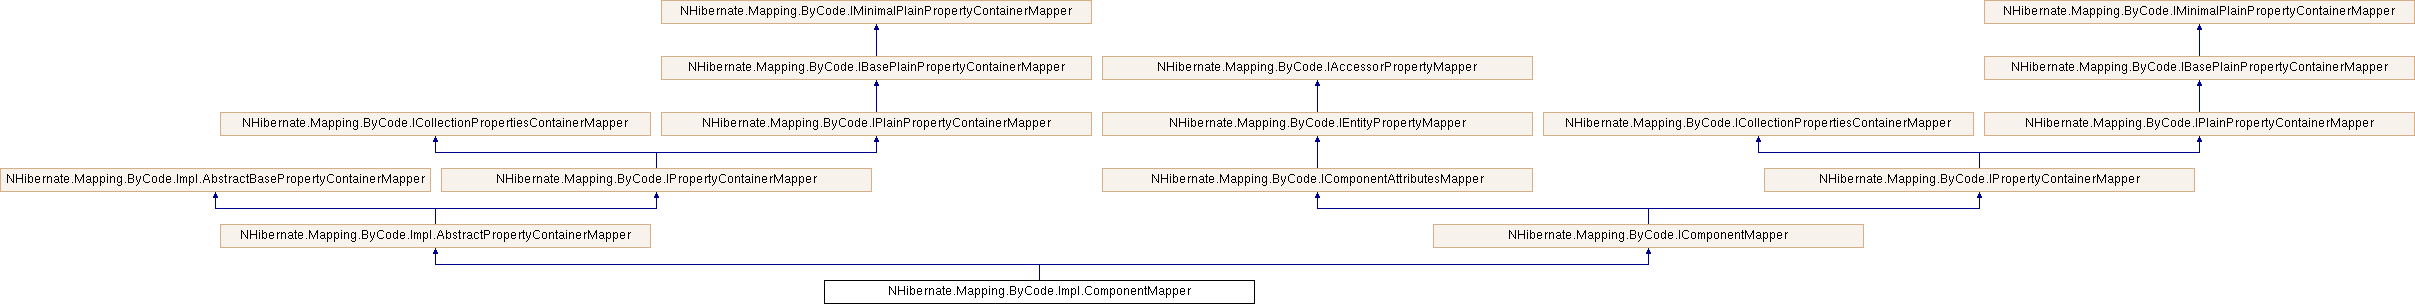 NHibernate.Mapping.ByCode.IMinimalPlainPropertyContainerMapper
NHibernate.Mapping.ByCode.IMinimalPlainPropertyContainerMapper
NHibernate.Mapping.ByCode.IBasePlainPropertyContainerMapper
NHibernate.Mapping.ByCode.IAccessorPropertyMapper
NHibernate.Mapping.ByCode.IBasePlainPropertyContainerMapper
NHibernate.Mapping.ByCode.ICollectionPropertiesContainerMapper
NHibernate.Mapping.ByCode.IPlainPropertyContainerMapper
NHibernate.Mapping.ByCode.IEntityPropertyMapper
NHibernate.Mapping.ByCode.ICollectionPropertiesContainerMapper
NHibernate.Mapping.ByCode.IPlainPropertyContainerMapper
NHibernate.Mapping.ByCode.Impl.AbstractBasePropertyContainerMapper
NHibernate.Mapping.ByCode.IPropertyContainerMapper
NHibernate.Mapping.ByCode.IComponentAttributesMapper
NHibernate.Mapping.ByCode.IPropertyContainerMapper
NHibernate.Mapping.ByCode.Impl.AbstractPropertyContainerMapper
NHibernate.Mapping.ByCode.IComponentMapper
NHibernate.Mapping.ByCode.Impl.ComponentMapper